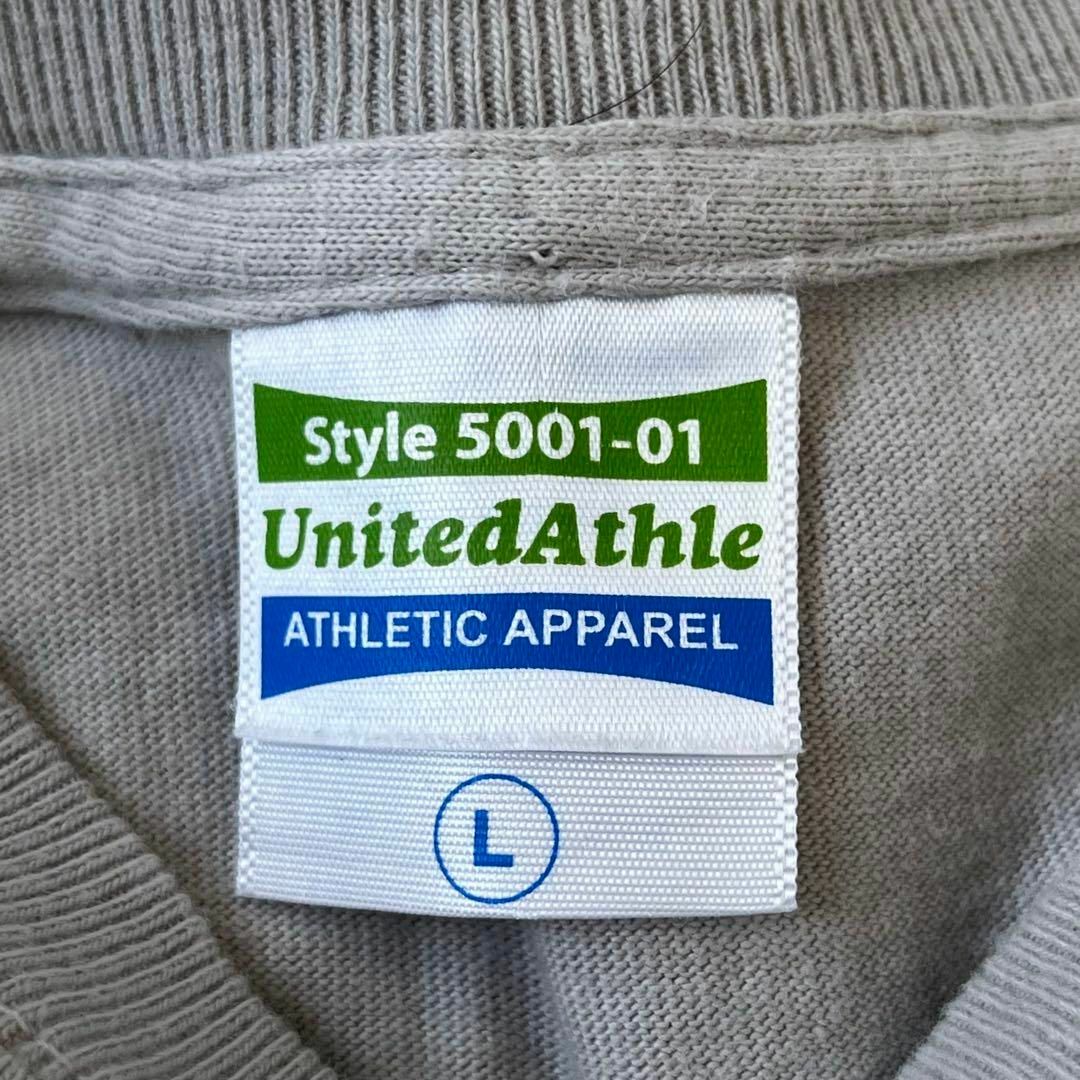 Style 5001-01
UnitedAthle
ATHLETIC APPAREL
L